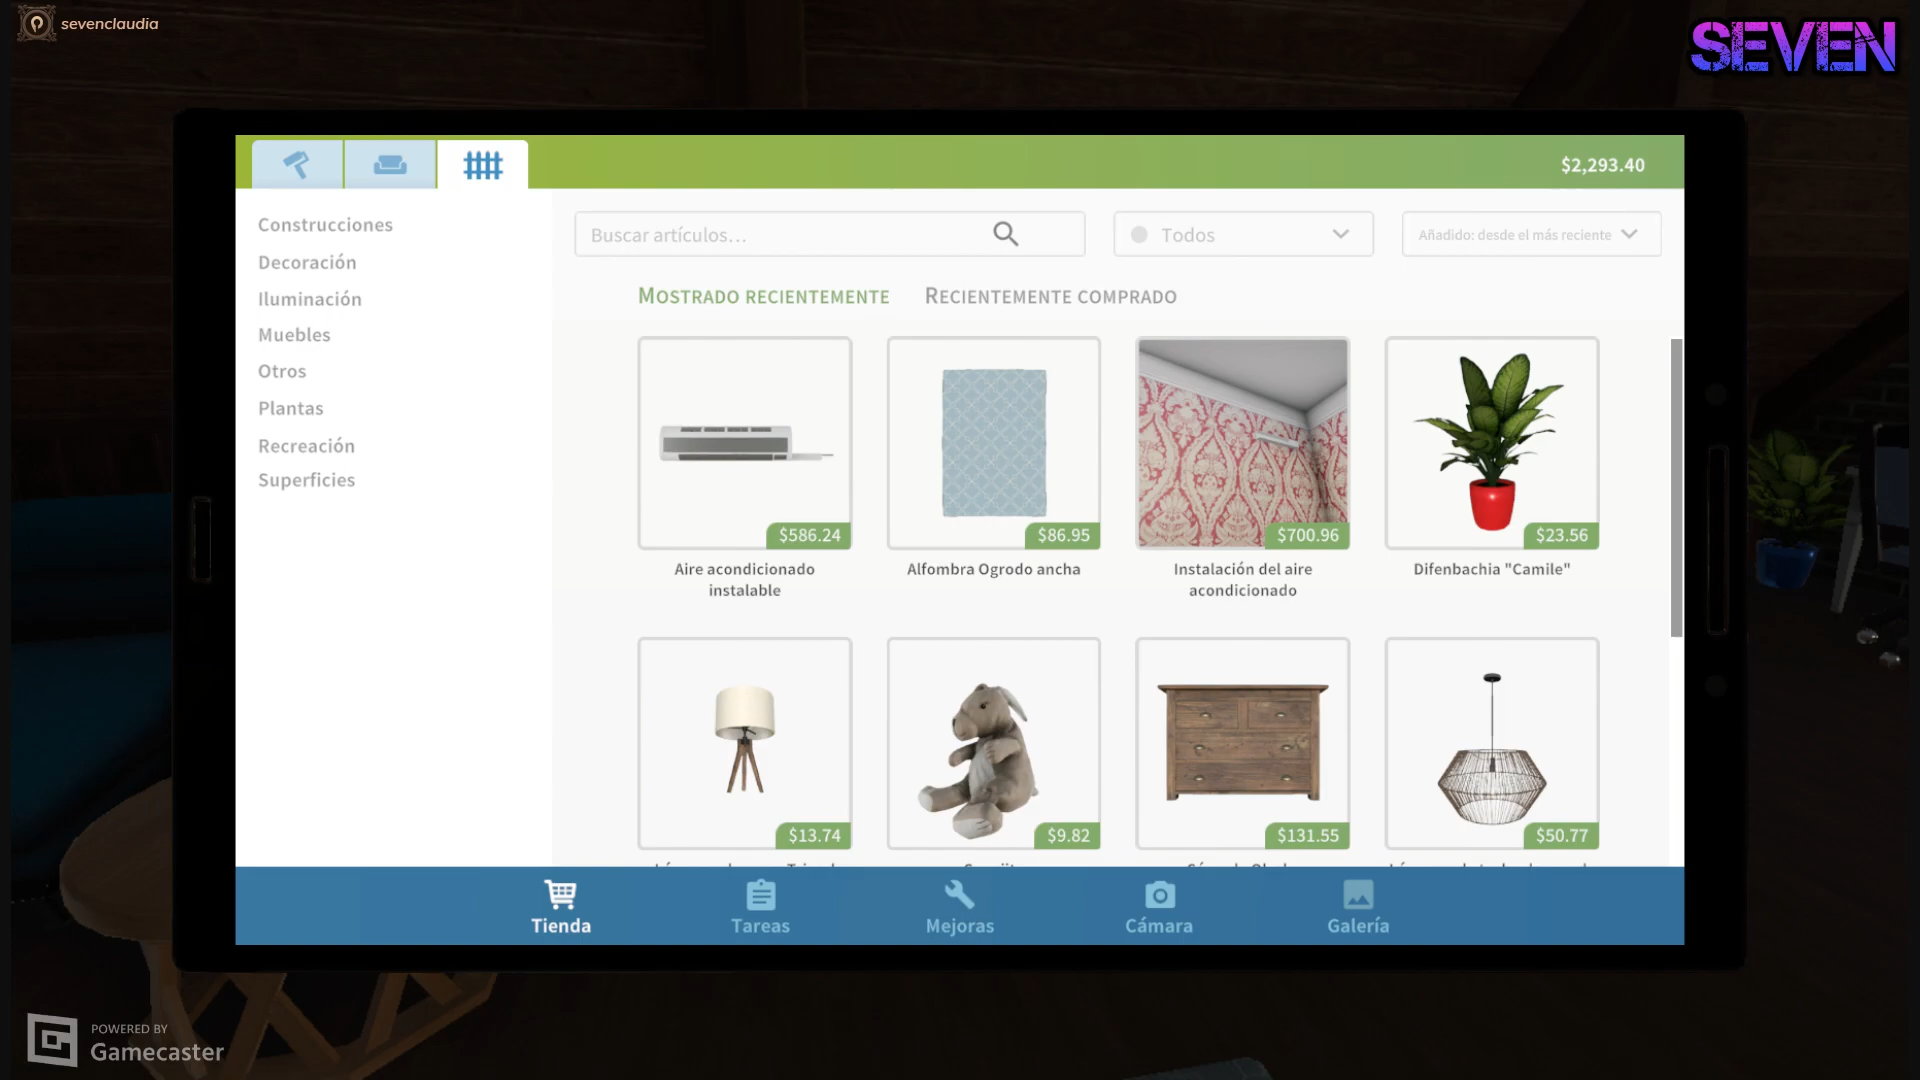 sevenclaudia
SEVEN
$2,293.40
Construcciones
Decoración
Iluminación
Muebles
Otros
Plantas
Recreación
Superficies
Buscar artículos...
Todos
Añadido: desde el más reciente
MOSTRADO RECIENTEMENTE
RECIENTEMENTE COMPRADO
$586.24
$86.95
$700.96
$23.56
Aire acondicionado
instalable
Alfombra Ogrodo ancha
Instalación del aire
acondicionado
Difenbachia "Camile"
$13.74
$9.82
$131.55
$50.77
Tienda
Tareas
Mejoras
Cámara
Galería
POWERED BY
Gamecaster